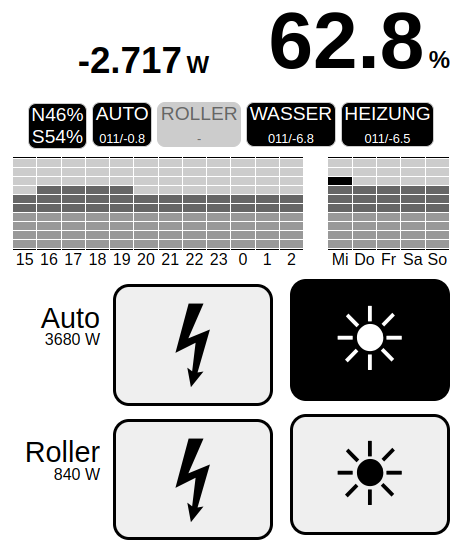 -2.717 W
62.8 %
N46%
S54%
AUTO
011/-0.8
ROLLER
-
WASSER
011/-6.8
HEIZUNG
011/-6.5
15 16 17 18 19 20 21 22 23 0 1 2
Mi Do Fr Sa So
Auto
3680 W
Roller
840 W